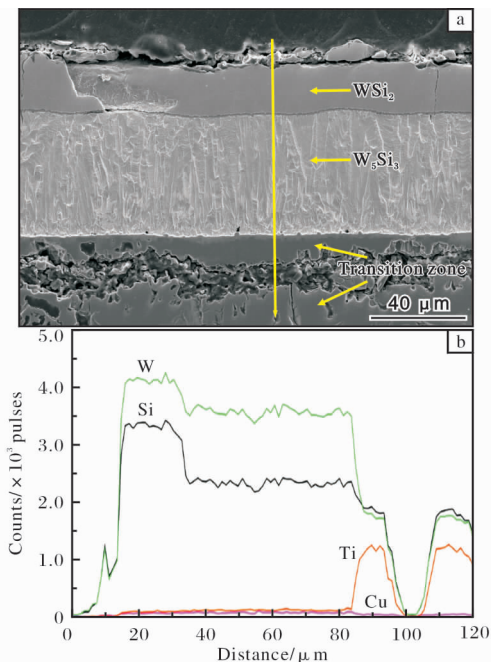 a
WSi₂
W₅Si₃
Transition zone
40 μm
b
5.0
4.0
3.0
2.0
1.0
0
Counts/× 10³ pulses
W
Si
Ti
Cu
0 20 40 60 80 100 120
Distance/μm